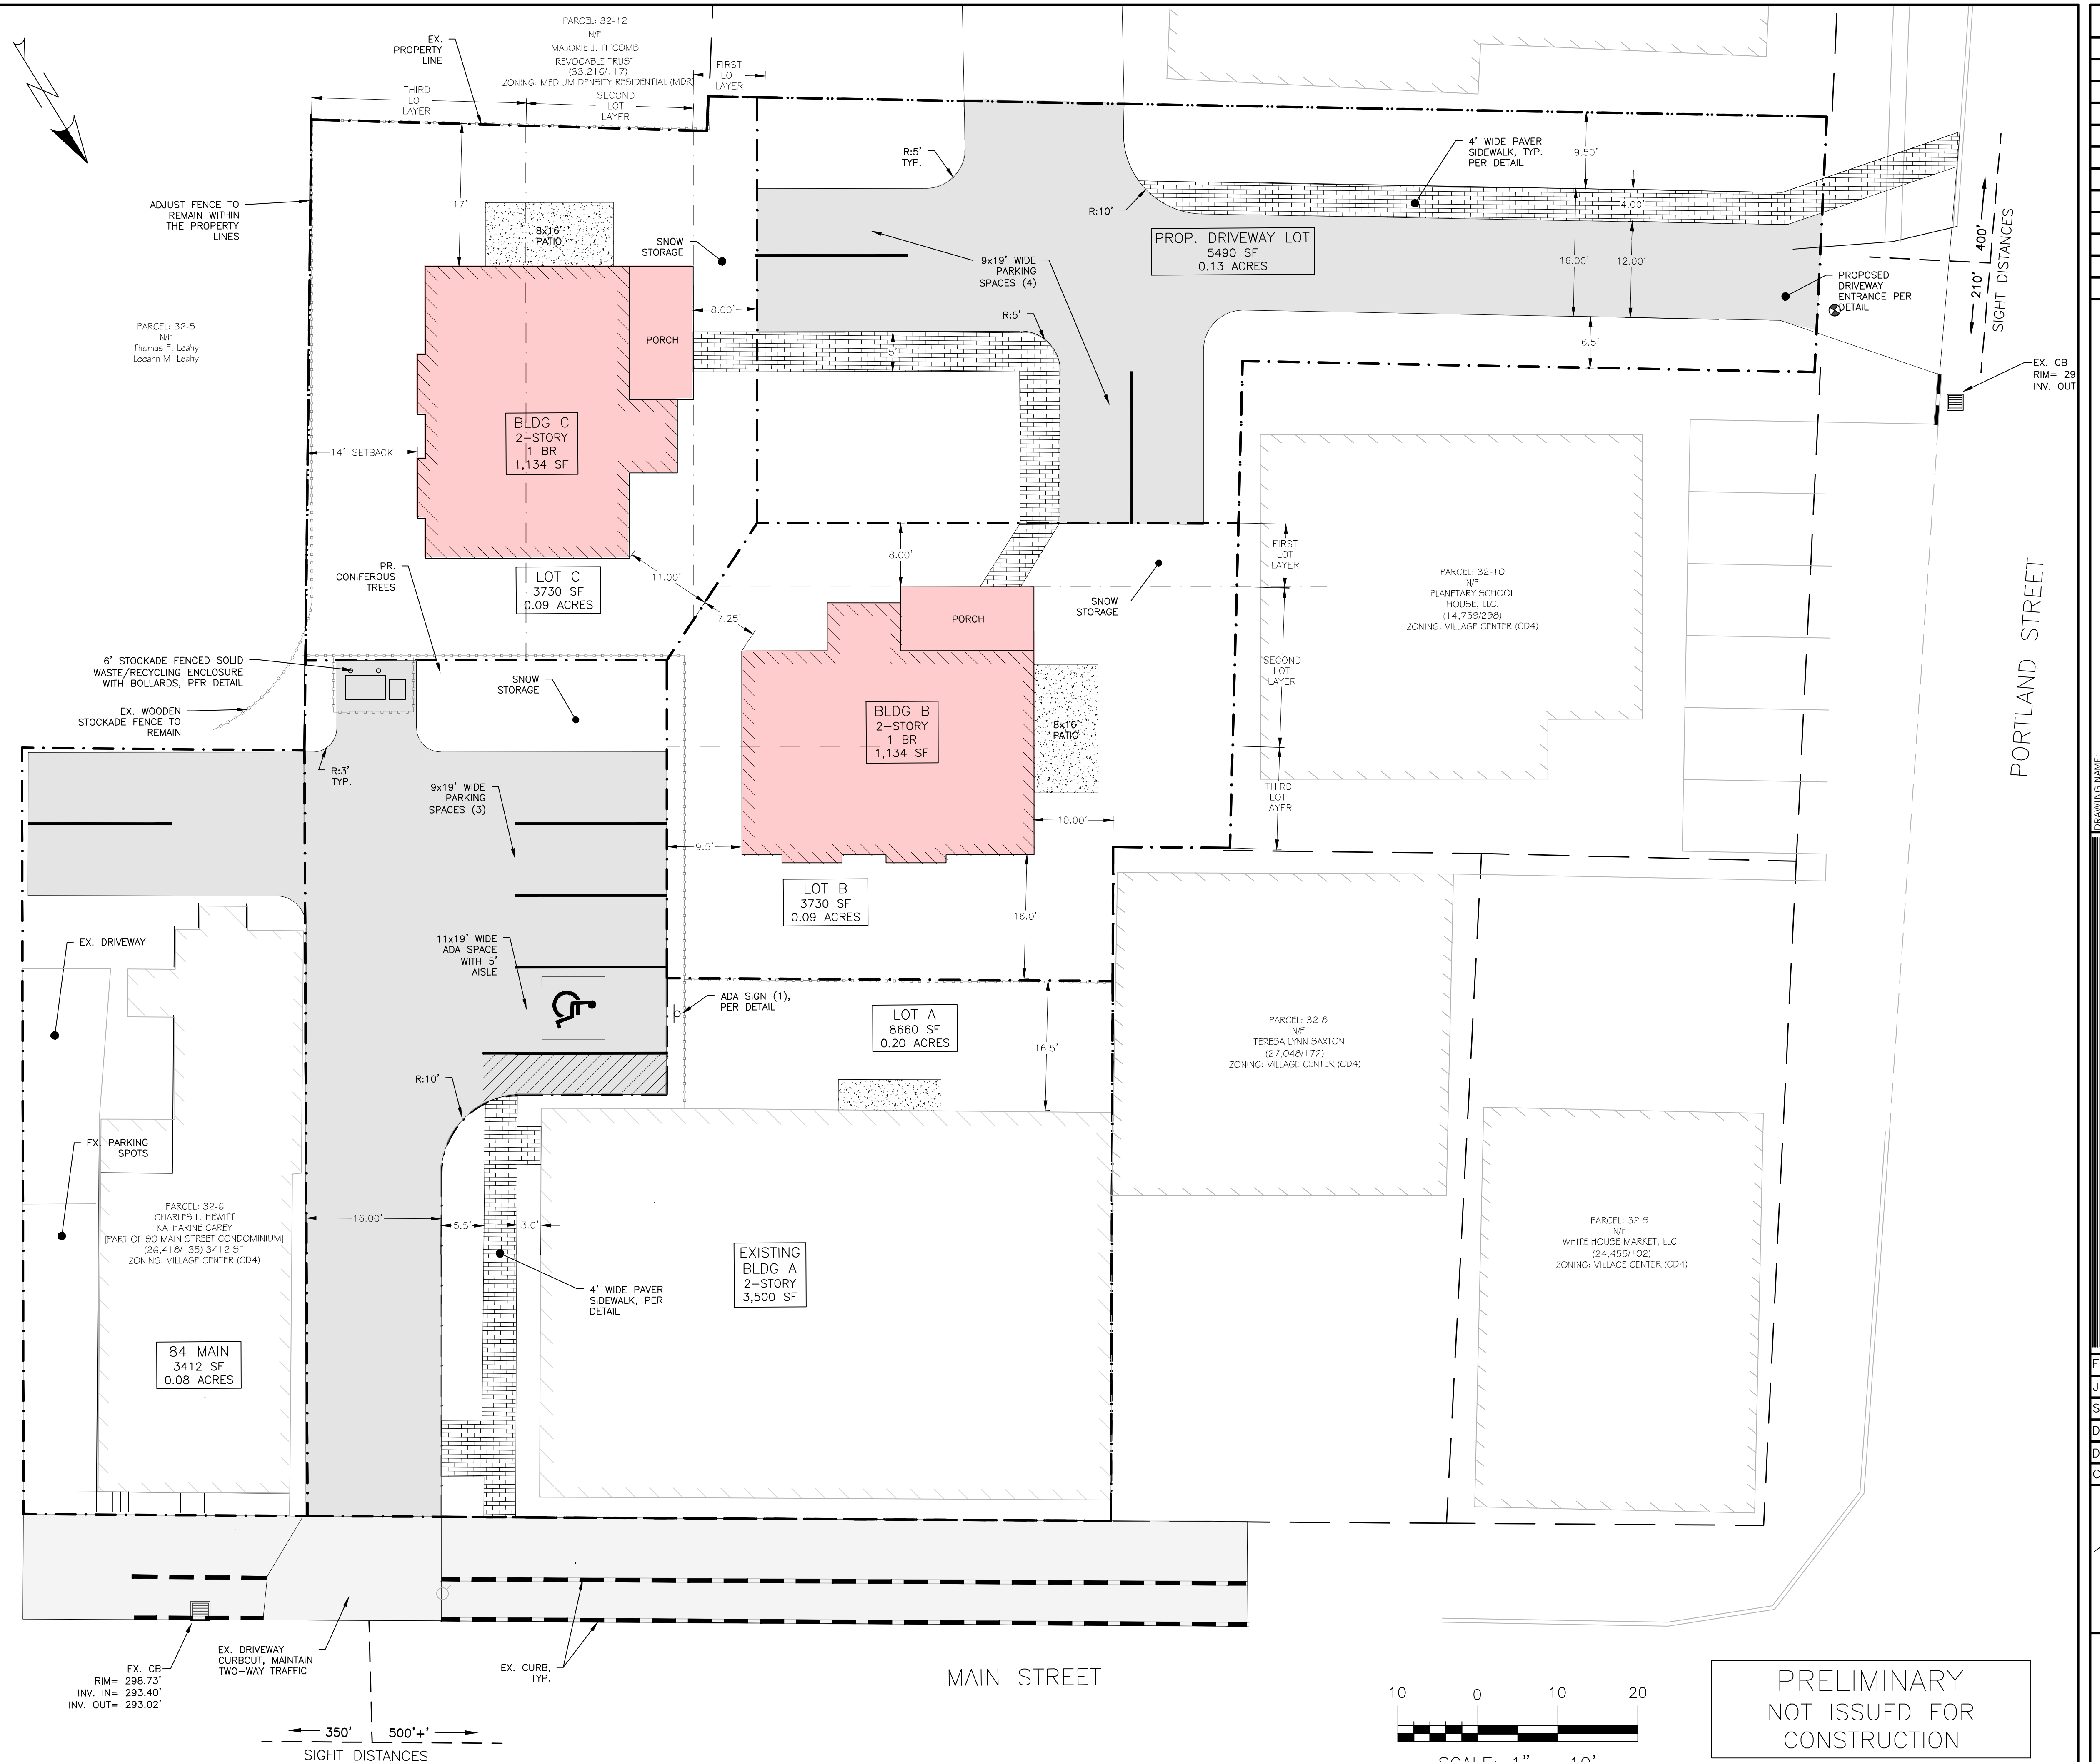 PARCEL: 32-12
N/F
MAJORIE J. TITCOMB
REVOCABLE TRUST
(33,216/117)
ZONING: MEDIUM DENSITY RESIDENTIAL (MDR)
EX.
PROPERTY
LINE
FIRST
LOT
LAYER
THIRD
LOT
LAYER
SECOND
LOT
LAYER
R:5'
TYP.
4' WIDE PAVER
SIDEWALK, TYP.
PER DETAIL
9.50'
ADJUST FENCE TO
REMAIN WITHIN
THE PROPERTY
LINES
17'
8x16'
PATIO
SNOW
STORAGE
R:10'
4.00'
PROP. DRIVEWAY LOT
5490 SF
0.13 ACRES
9x19' WIDE
PARKING
SPACES (4)
16.00'
12.00'
400'
210'
SIGHT DISTANCES
PROPOSED
DRIVEWAY
ENTRANCE PER
DETAIL
8.00'
R:5'
PARCEL: 32-5
N/F
Thomas F. Leahy
Leeann M. Leahy
PORCH
5'
6.5'
EX. CB
RIM= 29
INV. OUT
BLDG C
2-STORY
1 BR
1,134 SF
14' SETBACK
8.00'
FIRST
LOT
LAYER
PR.
CONIFEROUS
TREES
LOT C
3730 SF
0.09 ACRES
11.00'
7.25'
SNOW
STORAGE
PORCH
PARCEL: 32-10
N/F
PLANETARY SCHOOL
HOUSE, LLC.
(14,759/298)
ZONING: VILLAGE CENTER (CD4)
PORTLAND STREET
6' STOCKADE FENCED SOLID
WASTE/RECYCLING ENCLOSURE
WITH BOLLARDS, PER DETAIL
SNOW
STORAGE
SECOND
LOT
LAYER
EX. WOODEN
STOCKADE FENCE TO
REMAIN
BLDG B
2-STORY
1 BR
1,134 SF
8x16'
PATIO
R:3'
TYP.
9x19' WIDE
PARKING
SPACES (3)
THIRD
LOT
LAYER
DRAWING NAME:
10.00'
9.5'
LOT B
3730 SF
0.09 ACRES
16.0'
EX. DRIVEWAY
11x19' WIDE
ADA SPACE
WITH 5'
AISLE
ADA SIGN (1),
PER DETAIL
LOT A
8660 SF
0.20 ACRES
16.5'
PARCEL: 32-8
N/F
TERESA LYNN SAXTON
(27,048/172)
ZONING: VILLAGE CENTER (CD4)
R:10'
EX. PARKING
SPOTS
PARCEL: 32-6
CHARLES L. HEWITT
KATHARINE CAREY
[PART OF 90 MAIN STREET CONDOMINIUM]
(26,418/135) 3412 SF
ZONING: VILLAGE CENTER (CD4)
16.00'
5.5'
3.0'
PARCEL: 32-9
N/F
WHITE HOUSE MARKET, LLC
(24,455/102)
ZONING: VILLAGE CENTER (CD4)
EXISTING
BLDG A
2-STORY
3,500 SF
4' WIDE PAVER
SIDEWALK, PER
DETAIL
84 MAIN
3412 SF
0.08 ACRES
F
J
S
D
D
C
EX. CB
RIM= 298.73'
INV. IN= 293.40'
INV. OUT= 293.02'
EX. DRIVEWAY
CURBCUT, MAINTAIN
TWO-WAY TRAFFIC
EX. CURB,
TYP.
MAIN STREET
350' 500'+'
SIGHT DISTANCES
10 0 10 20
PRELIMINARY
NOT ISSUED FOR
CONSTRUCTION